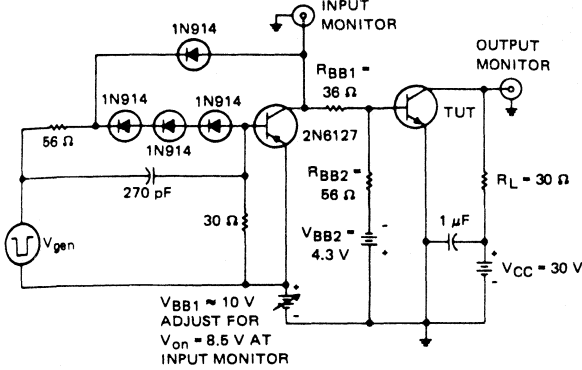 INPUT
MONITOR
1N914
OUTPUT
MONITOR
RBB1 =
36 Ω
1N914
1N914
1N914
56 Ω
2N6127
TUT
270 pF
RBB2 =
56 Ω
RL = 30 Ω
30 Ω
1 μF
Vgen
VBB2 =
4.3 V
-
+
+
-
VCC = 30 V
+
-
VBB1 ≈ 10 V
ADJUST FOR
Von = 8.5 V AT
INPUT MONITOR